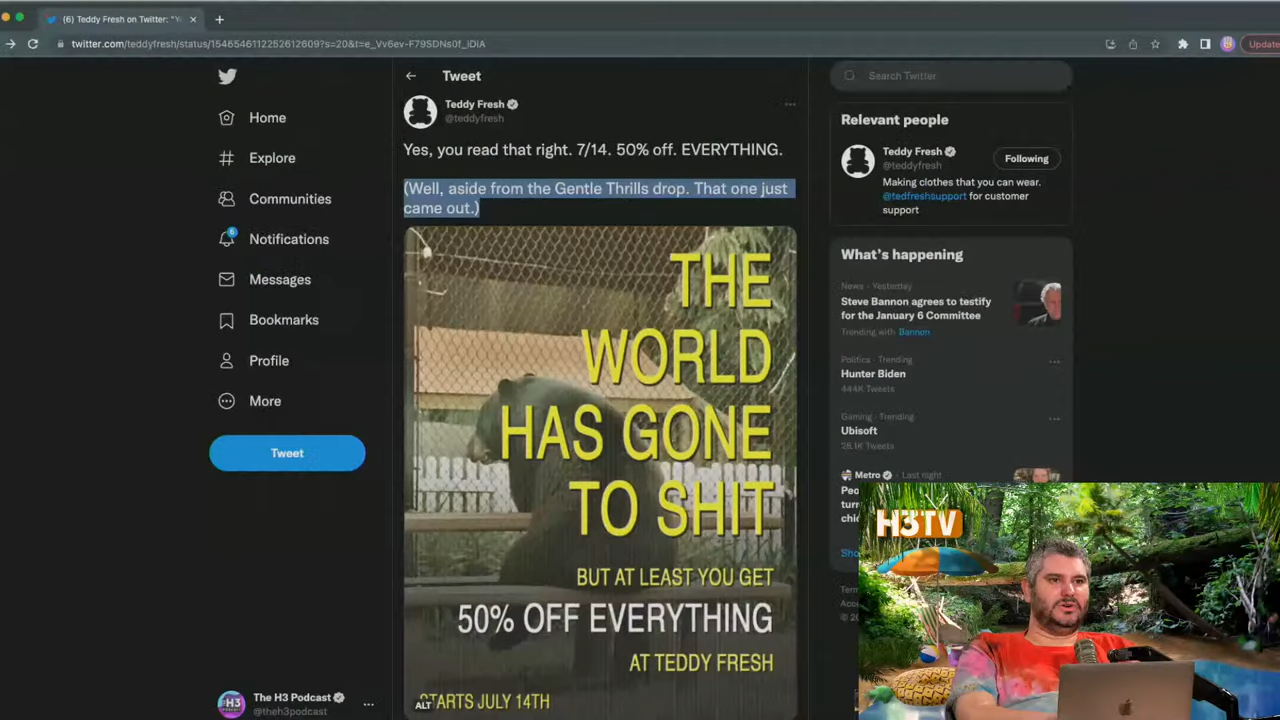 (6) Teddy Fresh on Twitter: "Y
twitter.com/teddyfresh/status/1546546112252612609?s=20&t=e_Vv6ev-F79SDNs0f_iDiA
Update
Home
Explore
Communities
6
Notifications
Messages
Bookmarks
Profile
More
Tweet
The H3 Podcast
@theh3podcast
Tweet
Teddy Fresh
@teddyfresh
Yes, you read that right. 7/14. 50% off. EVERYTHING.
(Well, aside from the Gentle Thrills drop. That one just
came out.)
THE
WORLD
HAS GONE
TO SHIT
BUT AT LEAST YOU GET
50% OFF EVERYTHING
AT TEDDY FRESH
STARTS JULY 14TH
ALT
Search Twitter
Relevant people
Teddy Fresh
@teddyfresh
Following
Making clothes that you can wear.
@tedfreshsupport for customer
support
What's happening
News · Yesterday
Steve Bannon agrees to testify
for the January 6 Committee
Trending with Bannon
Politics · Trending
Hunter Biden
444K Tweets
Gaming · Trending
Ubisoft
Metro · Last night
H3TV